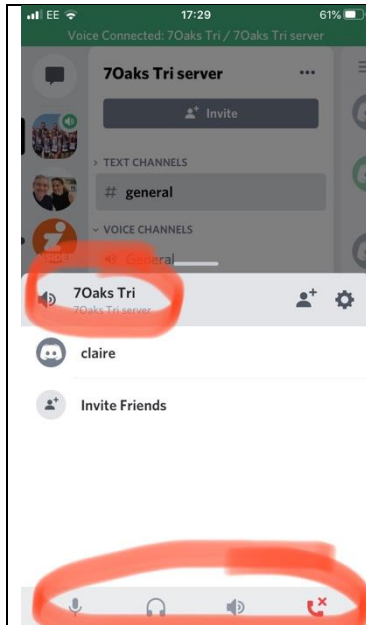 EE 17:29 61%
Voice Connected: 7Oaks Tri / 7Oaks Tri server
7Oaks Tri server
Invite
TEXT CHANNELS
# general
VOICE CHANNELS
General
7Oaks Tri
7Oaks Tri server
claire
Invite Friends